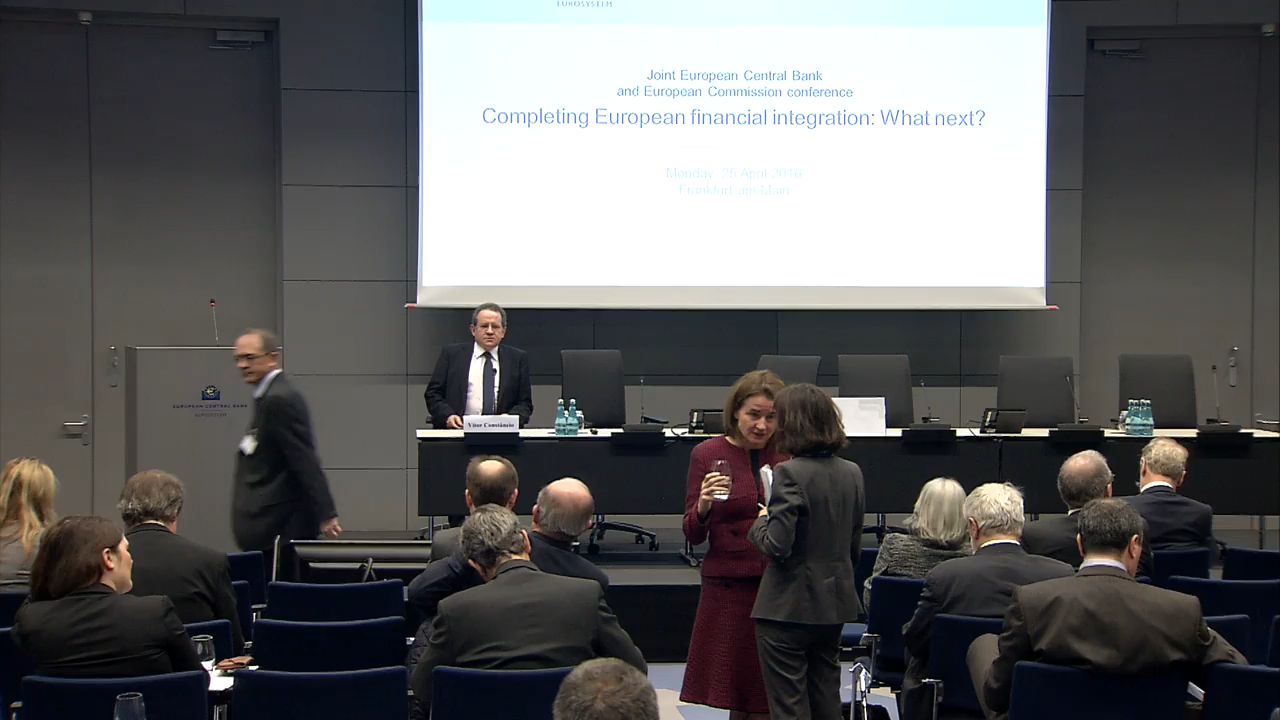 EUROSYSTEM
Joint European Central Bank
and European Commission conference
Completing European financial integration: What next?
Monday, 25 April 2016
Frankfurt am Main
Vítor Constâncio
EUROPEAN CENTRAL BANK
EUROSYSTEM